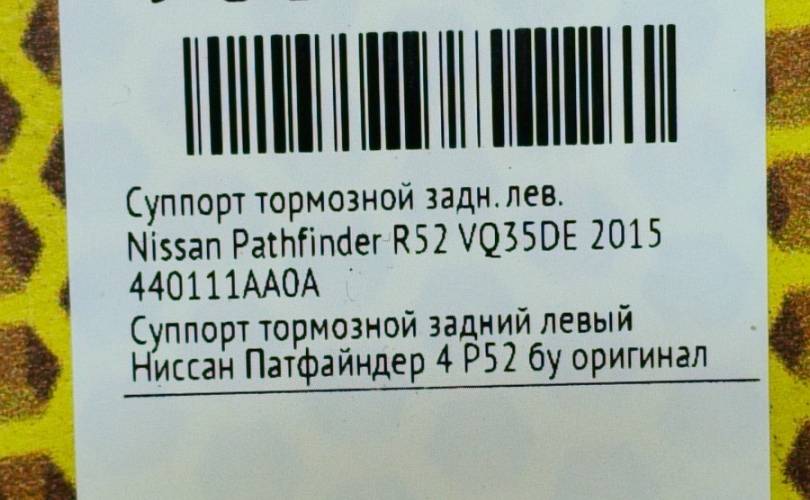 Суппорт тормозной задн. лев.
Nissan Pathfinder R52 VQ35DE 2015
440111AA0A
Суппорт тормозной задний левый
Ниссан Патфайндер 4 Р52 бу оригинал